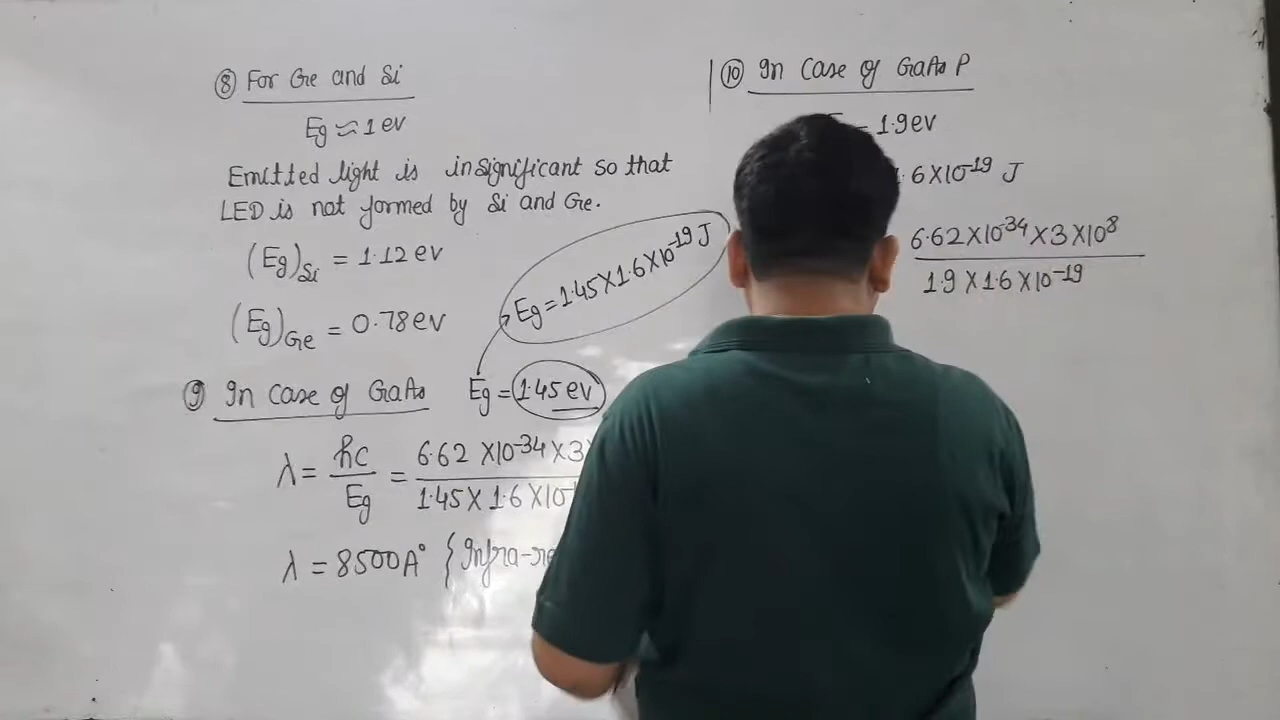 ⑧ For Ge and Si
Eg ≈ 1 ev
Emitted light is insignificant so that
LED is not formed by Si and Ge.
(Eg)Si = 1.12 ev
(Eg)Ge = 0.78 ev
Eg = 1.45 X 1.6 X 10⁻¹⁹ J
⑨ In Case of GaAs Eg = 1.45 ev
λ = hc / Eg = 6.62 X 10⁻³⁴ X 3 / 1.45 X 1.6 X 10
λ = 8500 A° { Infra-re
⑩ In Case of GaAs P
= 1.9 ev
.6 X 10⁻¹⁹ J
6.62 X 10⁻³⁴ X 3 X 10⁸
1.9 X 1.6 X 10⁻¹⁹